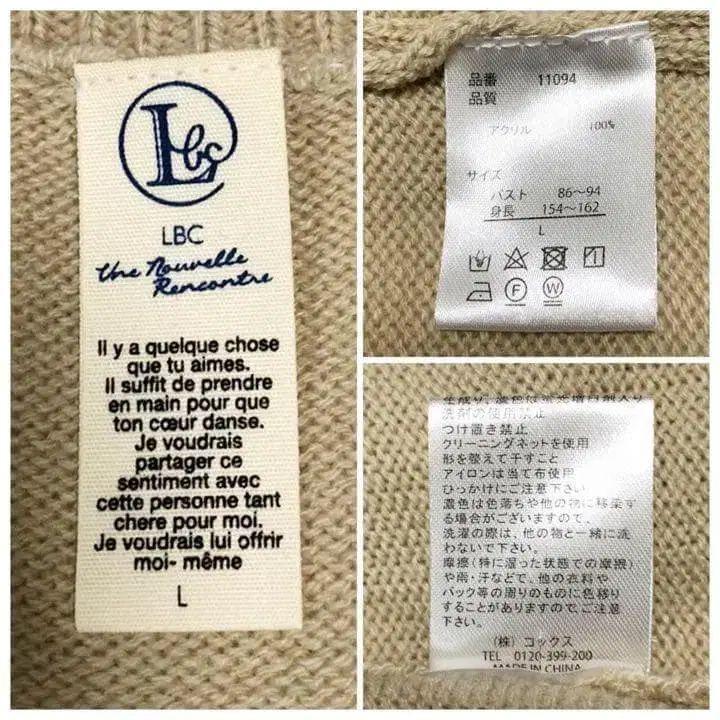 Lbc
LBC
Une Nouvelle
Rencontre
Il y a quelque chose
que tu aimes.
Il suffit de prendre
en main pour que
ton cœur danse.
Je voudrais
partager ce
sentiment avec
cette personne tant
chere pour moi.
Je voudrais lui offrir
moi- même
L
品番 11094
品質
アクリル 100%
サイズ
バスト 86～94
身長 154～162
L
F
W
洗剤の使用禁止
つけ置き禁止
クリーニングネットを使用
形を整えて干すこと
アイロンは当て布使用
ひっかけにご注意下さい
濃色は色落ちや他の物に移染す
る場合がございますので、
洗濯の際は、他の物と一緒に洗
わないで下さい。
摩擦（特に湿った状態での摩擦）
や雨・汗などで、他の衣料や
バック等の周りのものに色移り
することがありますので、ご注意
下さい。
（株）コックス
TEL 0120-399-200
MADE IN CHINA